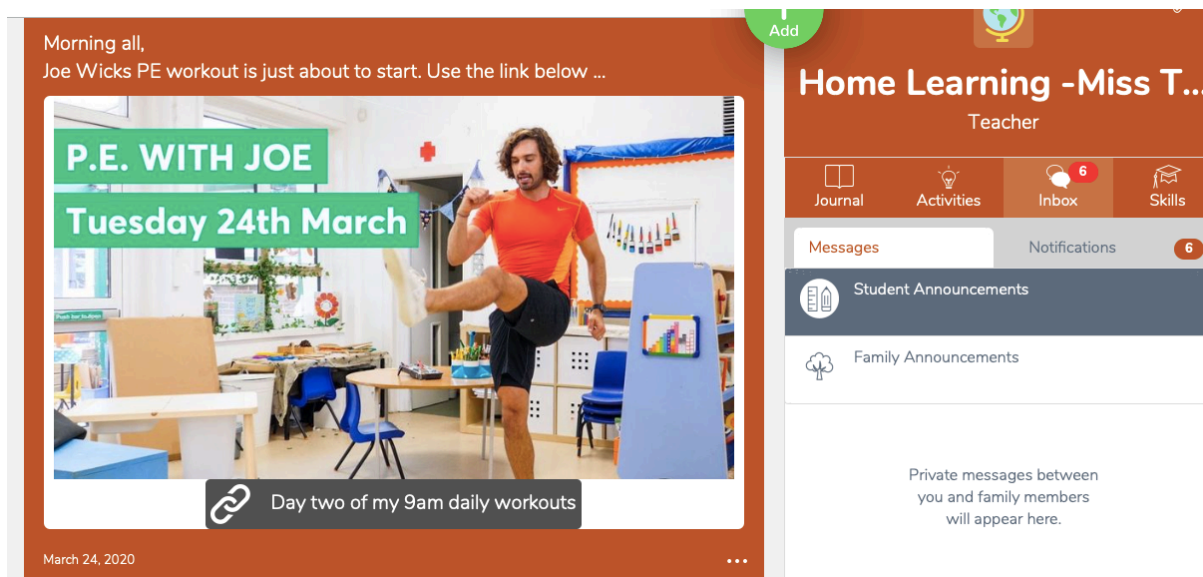 Morning all,
Joe Wicks PE workout is just about to start. Use the link below ...
P.E. WITH JOE
Tuesday 24th March
Day two of my 9am daily workouts
March 24, 2020
Add
Home Learning -Miss T...
Teacher
Journal
Activities
6
Inbox
Skills
Messages
Notifications
6
Student Announcements
Family Announcements
Private messages between
you and family members
will appear here.